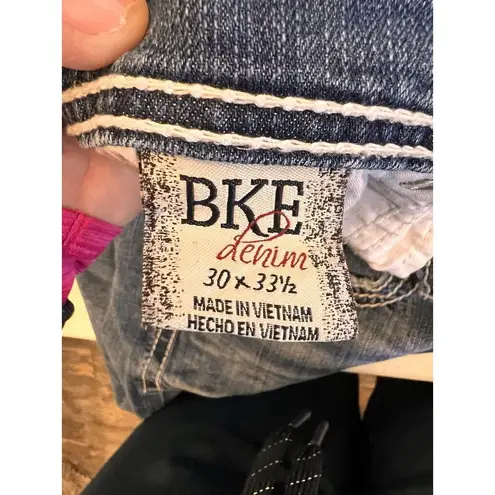 BKE
denim
30 x 33½
MADE IN VIETNAM
HECHO EN VIETNAM